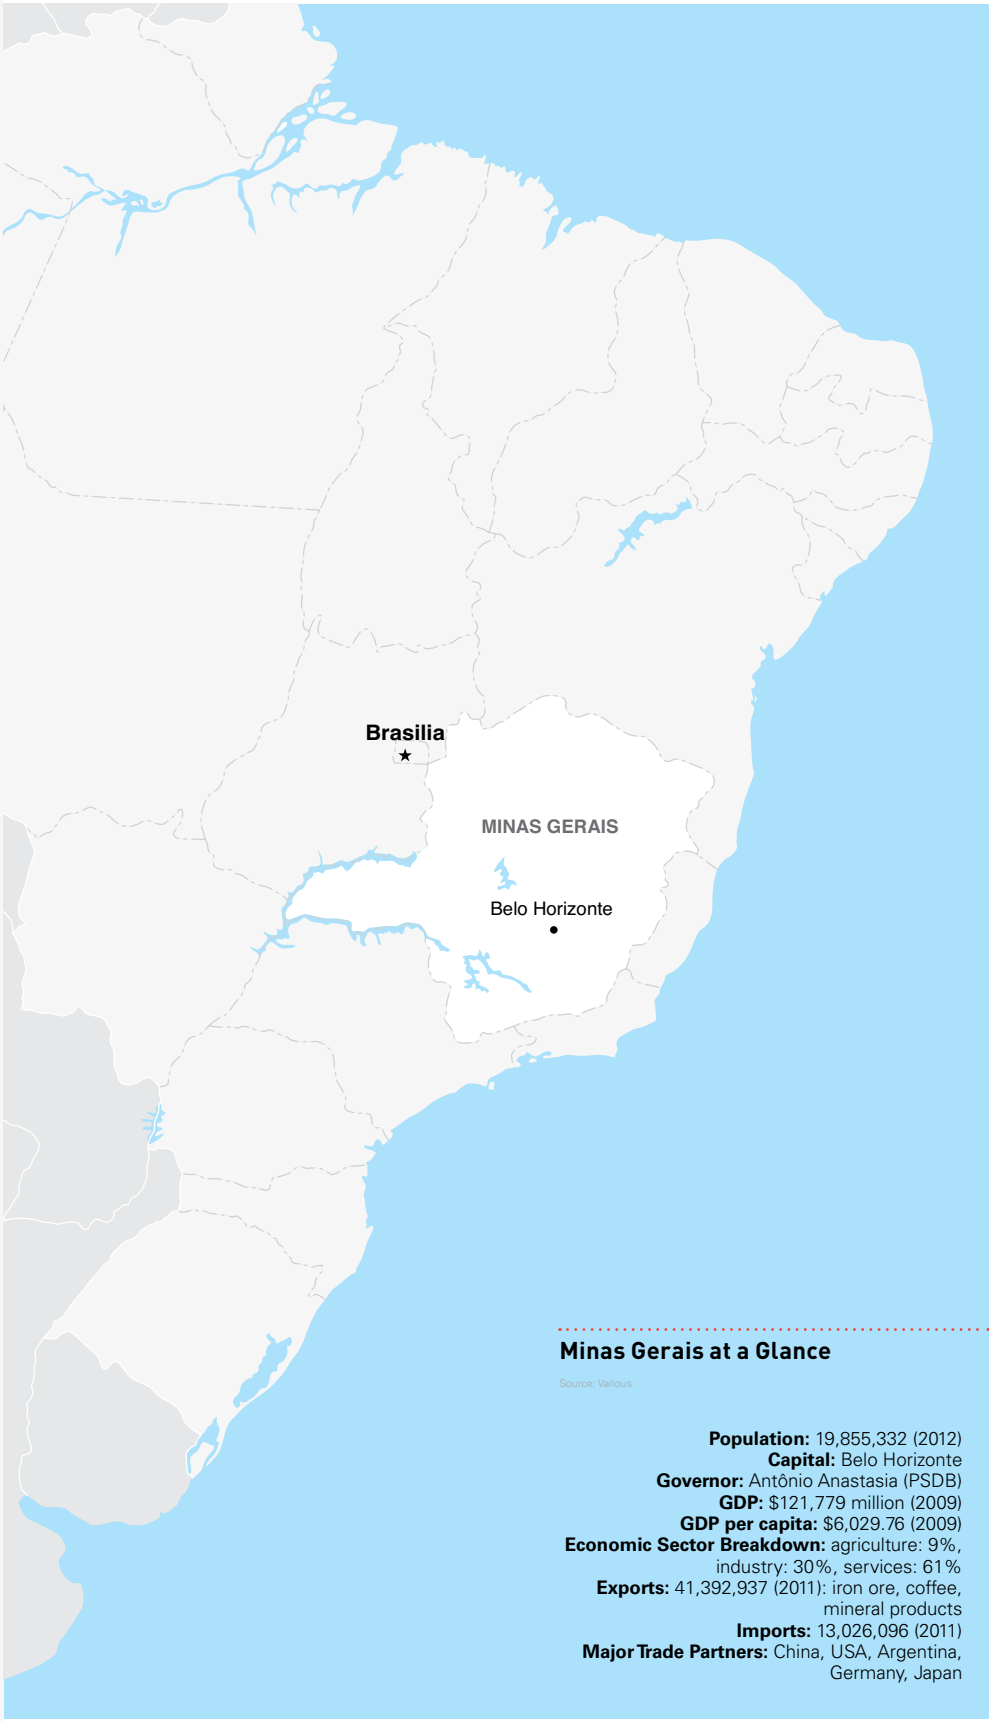 Brasilia
MINAS GERAIS
Belo Horizonte
Minas Gerais at a Glance
Source: Various
Population: 19,855,332 (2012)
Capital: Belo Horizonte
Governor: Antônio Anastasia (PSDB)
GDP: $121,779 million (2009)
GDP per capita: $6,029.76 (2009)
Economic Sector Breakdown: agriculture: 9%,
industry: 30%, services: 61%
Exports: 41,392,937 (2011): iron ore, coffee,
mineral products
Imports: 13,026,096 (2011)
Major Trade Partners: China, USA, Argentina,
Germany, Japan